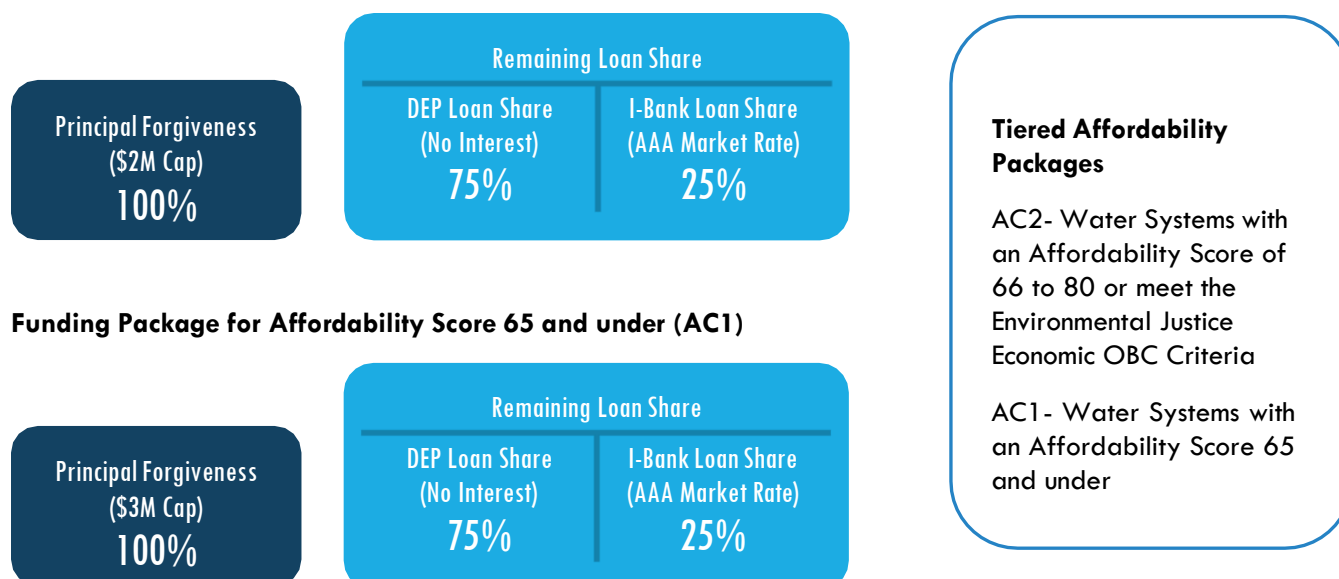 Principal Forgiveness
($2M Cap)
100%
Remaining Loan Share
DEP Loan Share
(No Interest)
75%
I-Bank Loan Share
(AAA Market Rate)
25%
Funding Package for Affordability Score 65 and under (AC1)
Principal Forgiveness
($3M Cap)
100%
Remaining Loan Share
DEP Loan Share
(No Interest)
75%
I-Bank Loan Share
(AAA Market Rate)
25%
Tiered Affordability
Packages
AC2- Water Systems with
an Affordability Score of
66 to 80 or meet the
Environmental Justice
Economic OBC Criteria
AC1- Water Systems with
an Affordability Score 65
and under